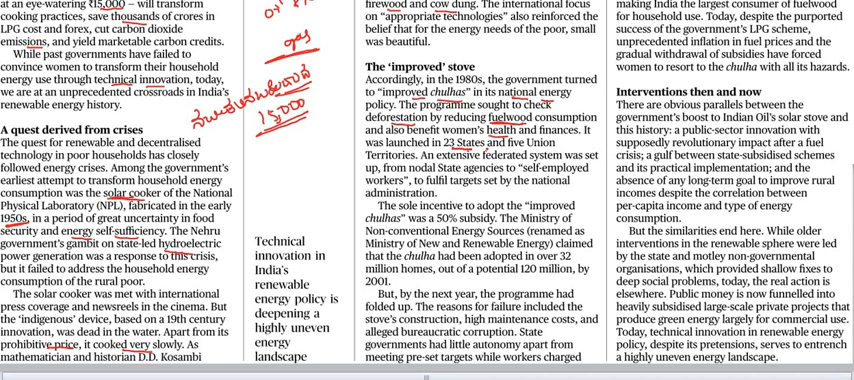 at an eye-watering ₹15,000 – will transform
cooking practices, save thousands of crores in
LPG cost and forex, cut carbon dioxide
emissions, and yield marketable carbon credits.
While past governments have failed to
convince women to transform their household
energy use through technical innovation, today,
we are at an unprecedented crossroads in India's
renewable energy history.
A quest derived from crises
The quest for renewable and decentralised
technology in poor households has closely
followed energy crises. Among the government's
earliest attempt to transform household energy
consumption was the solar cooker of the National
Physical Laboratory (NPL), fabricated in the early
1950s, in a period of great uncertainty in food
security and energy self-sufficiency. The Nehru
government's gambit on state-led hydroelectric
power generation was a response to this crisis,
but it failed to address the household energy
consumption of the rural poor.
The solar cooker was met with international
press coverage and newsreels in the cinema. But
the 'indigenous' device, based on a 19th century
innovation, was dead in the water. Apart from its
prohibitive price, it cooked very slowly. As
mathematician and historian D.D. Kosambi
gas
15,000
Technical
innovation in
India's
renewable
energy policy is
deepening a
highly uneven
energy
landscape
firewood and cow dung. The international focus
on "appropriate technologies" also reinforced the
belief that for the energy needs of the poor, small
was beautiful.
The 'improved' stove
Accordingly, in the 1980s, the government turned
to "improved chulhas" in its national energy
policy. The programme sought to check
deforestation by reducing fuelwood consumption
and also benefit women's health and finances. It
was launched in 23 States and five Union
Territories. An extensive federated system was set
up, from nodal State agencies to "self-employed
workers", to fulfil targets set by the national
administration.
The sole incentive to adopt the "improved
chulhas" was a 50% subsidy. The Ministry of
Non-conventional Energy Sources (renamed as
Ministry of New and Renewable Energy) claimed
that the chulha had been adopted in over 32
million homes, out of a potential 120 million, by
2001.
But, by the next year, the programme had
folded up. The reasons for failure included the
stove's construction, high maintenance costs, and
alleged bureaucratic corruption. State
governments had little autonomy apart from
meeting pre-set targets while workers charged
making India the largest consumer of fuelwood
for household use. Today, despite the purported
success of the government's LPG scheme,
unprecedented inflation in fuel prices and the
gradual withdrawal of subsidies have forced
women to resort to the chulha with all its hazards.
Interventions then and now
There are obvious parallels between the
government's boost to Indian Oil's solar stove and
this history: a public-sector innovation with
supposedly revolutionary impact after a fuel
crisis; a gulf between state-subsidised schemes
and its practical implementation; and the
absence of any long-term goal to improve rural
incomes despite the correlation between
per-capita income and type of energy
consumption.
But the similarities end here. While older
interventions in the renewable sphere were led
by the state and motley non-governmental
organisations, which provided shallow fixes to
deep social problems, today, the real action is
elsewhere. Public money is now funnelled into
heavily subsidised large-scale private projects that
produce green energy largely for commercial use.
Today, technical innovation in renewable energy
policy, despite its pretensions, serves to entrench
a highly uneven energy landscape.